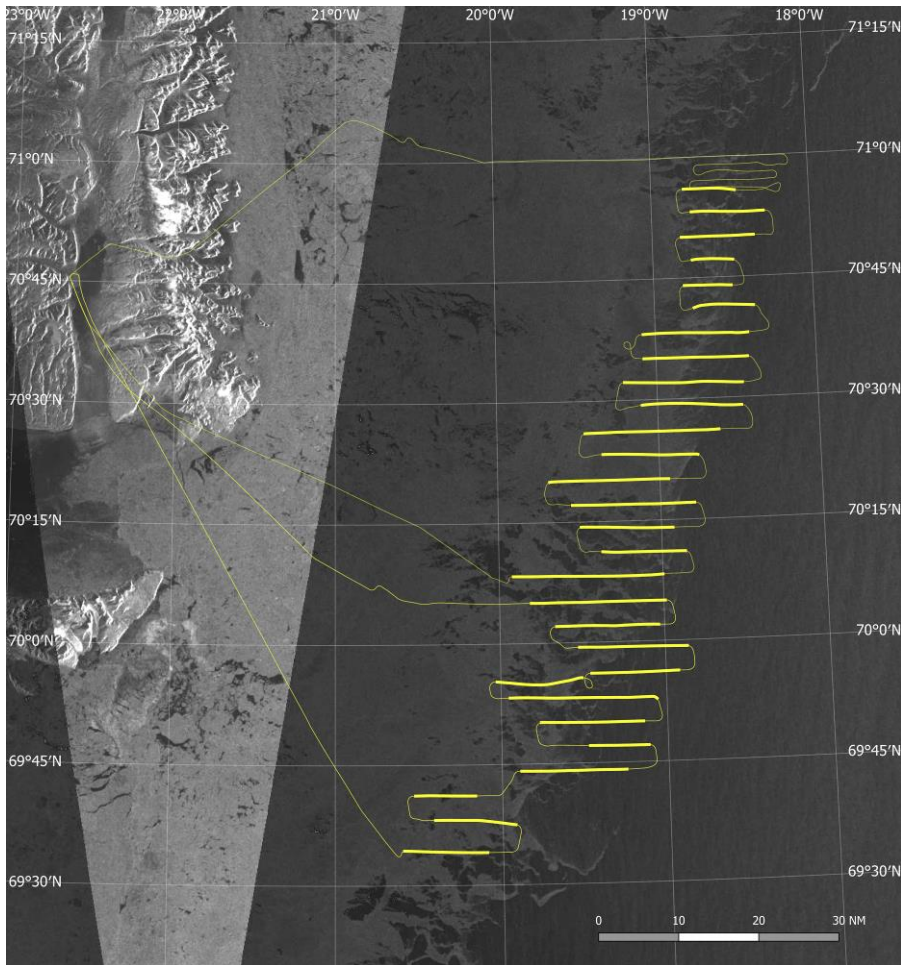 23°0′W 22°0′W 21°0′W 20°0′W 19°0′W 18°0′W
71°15′N 71°15′N
71°0′N 71°0′N
70°45′N 70°45′N
70°30′N 70°30′N
70°15′N 70°15′N
70°0′N 70°0′N
69°45′N 69°45′N
69°30′N 69°30′N
0 10 20 30 NM